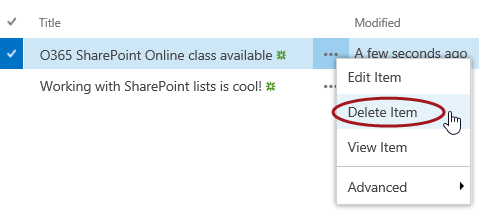 Title Modified
O365 SharePoint Online class available ... A few seconds ago
Working with SharePoint lists is cool! ...
Edit Item
Delete Item
View Item
Advanced